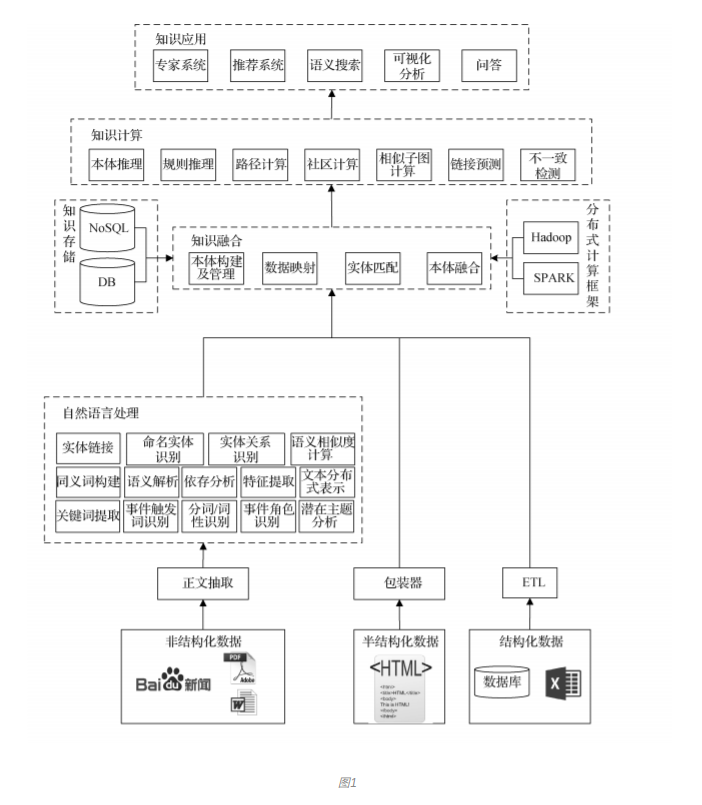 知识应用
专家系统
推荐系统
语义搜索
可视化
分析
问答
知识计算
本体推理
规则推理
路径计算
社区计算
相似子图
计算
链接预测
不一致
检测
知识存储
NoSQL
DB
知识融合
本体构建
及管理
数据映射
实体匹配
本体融合
分布式计算框架
Hadoop
SPARK
自然语言处理
实体链接
命名实体
识别
实体关系
识别
语义相似度
计算
同义词构建
语义解析
依存分析
特征提取
文本分布
式表示
关键词提取
事件触发
词识别
分词/词
性识别
事件角色
识别
潜在主题
分析
正文抽取
包装器
ETL
非结构化数据
Bai du 新闻
PDF
Adobe
W
半结构化数据
<HTML>
<html>
<title>HTML</title>
<body>
This is HTML!
</body>
</html>
结构化数据
数据库
X
图1